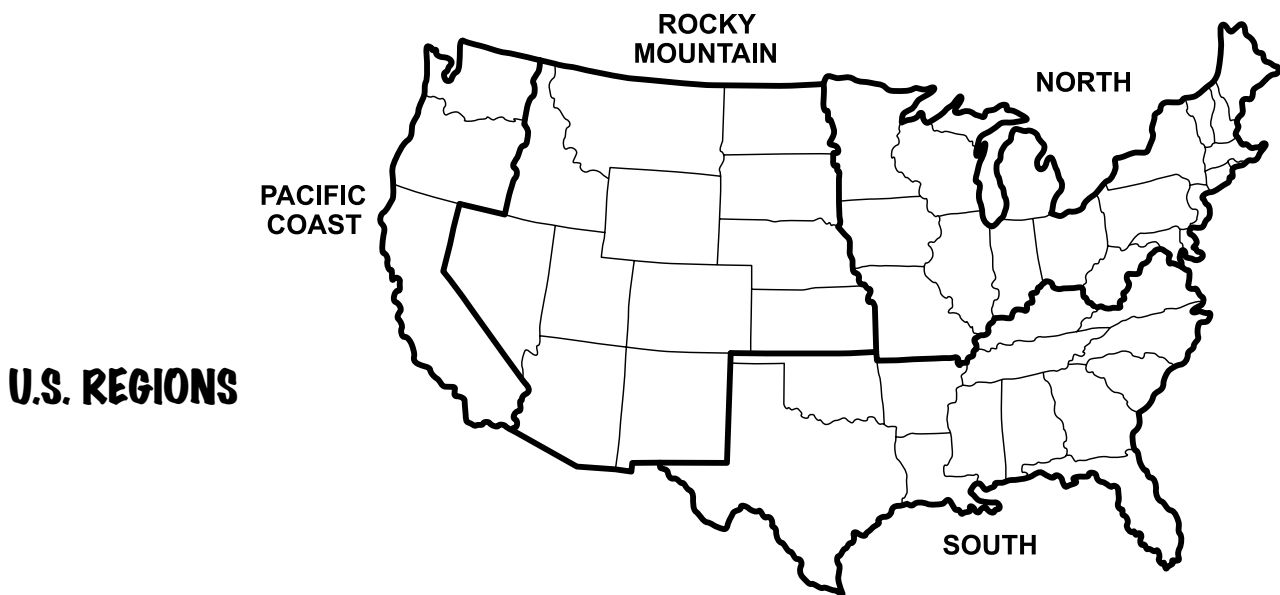 ROCKY
MOUNTAIN
NORTH
PACIFIC
COAST
U.S. REGIONS
SOUTH